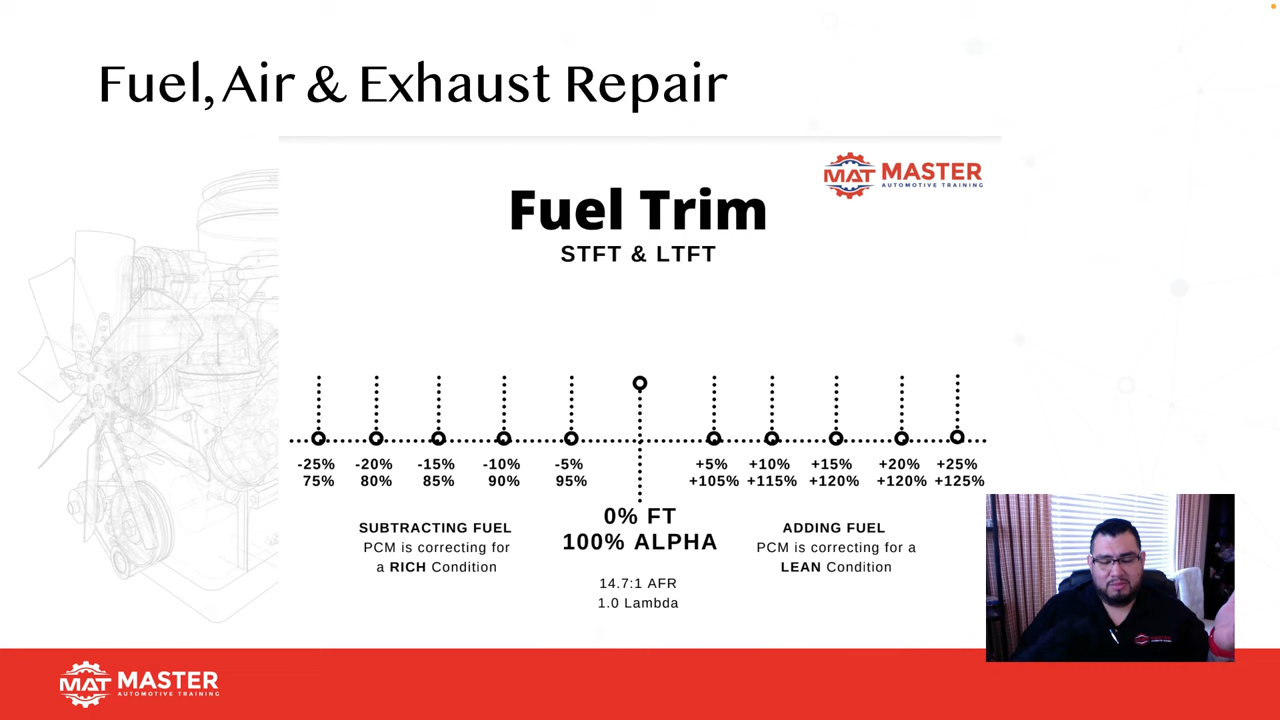 Fuel, Air & Exhaust Repair
MAT MASTER
AUTOMOTIVE TRAINING
Fuel Trim
STFT & LTFT
-25% -20% -15% -10% -5% +5% +10% +15% +20% +25%
75% 80% 85% 90% 95% +105% +115% +120% +120% +125%
0% FT
100% ALPHA
SUBTRACTING FUEL
PCM is correcting for
a RICH Condition
ADDING FUEL
PCM is correcting for a
LEAN Condition
14.7:1 AFR
1.0 Lambda
MAT MASTER
AUTOMOTIVE TRAINING